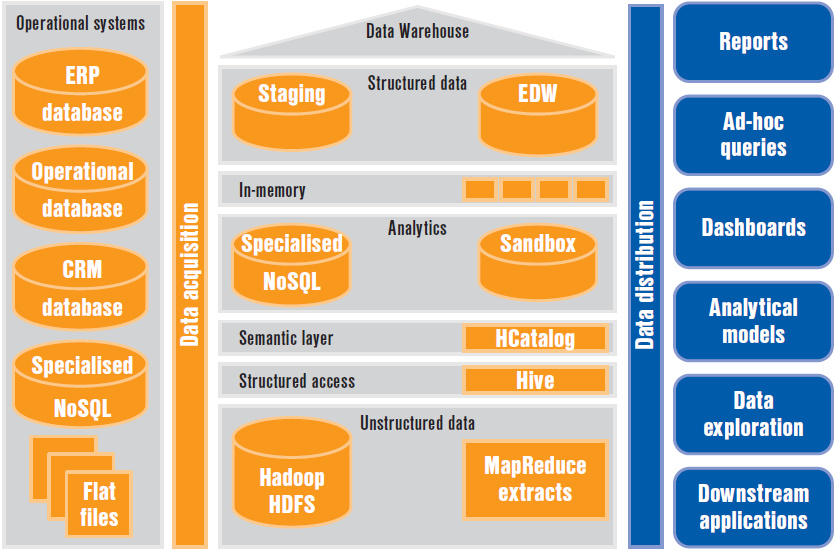 Operational systems
ERP
database
Operational
database
CRM
database
Specialised
NoSQL
Flat
files
Data acquisition
Data Warehouse
Structured data
Staging
EDW
In-memory
Analytics
Specialised
NoSQL
Sandbox
Semantic layer
HCatalog
Structured access
Hive
Unstructured data
Hadoop
HDFS
MapReduce
extracts
Data distribution
Reports
Ad-hoc
queries
Dashboards
Analytical
models
Data
exploration
Downstream
applications